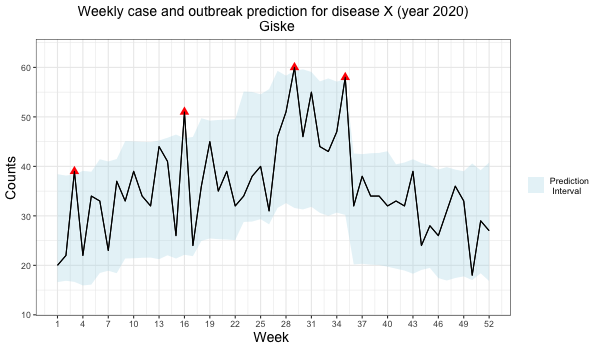 Weekly case and outbreak prediction for disease X (year 2020)
Giske
Counts
60
50
40
30
20
10
1 4 7 10 13 16 19 22 25 28 31 34 37 40 43 46 49 52
Week
Prediction
Interval